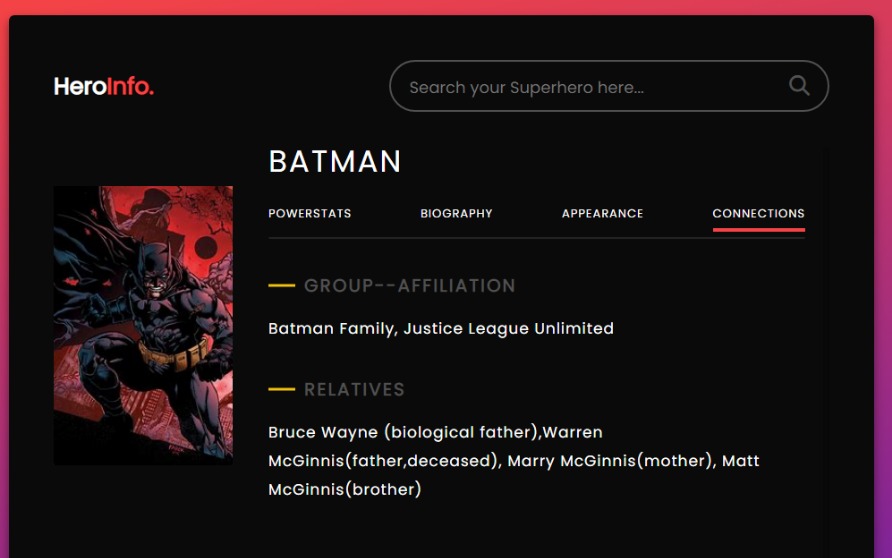 HeroInfo.
Search your Superhero here...
BATMAN
POWERSTATS BIOGRAPHY APPEARANCE CONNECTIONS
GROUP--AFFILIATION
Batman Family, Justice League Unlimited
RELATIVES
Bruce Wayne (biological father),Warren
McGinnis(father,deceased), Marry McGinnis(mother), Matt
McGinnis(brother)